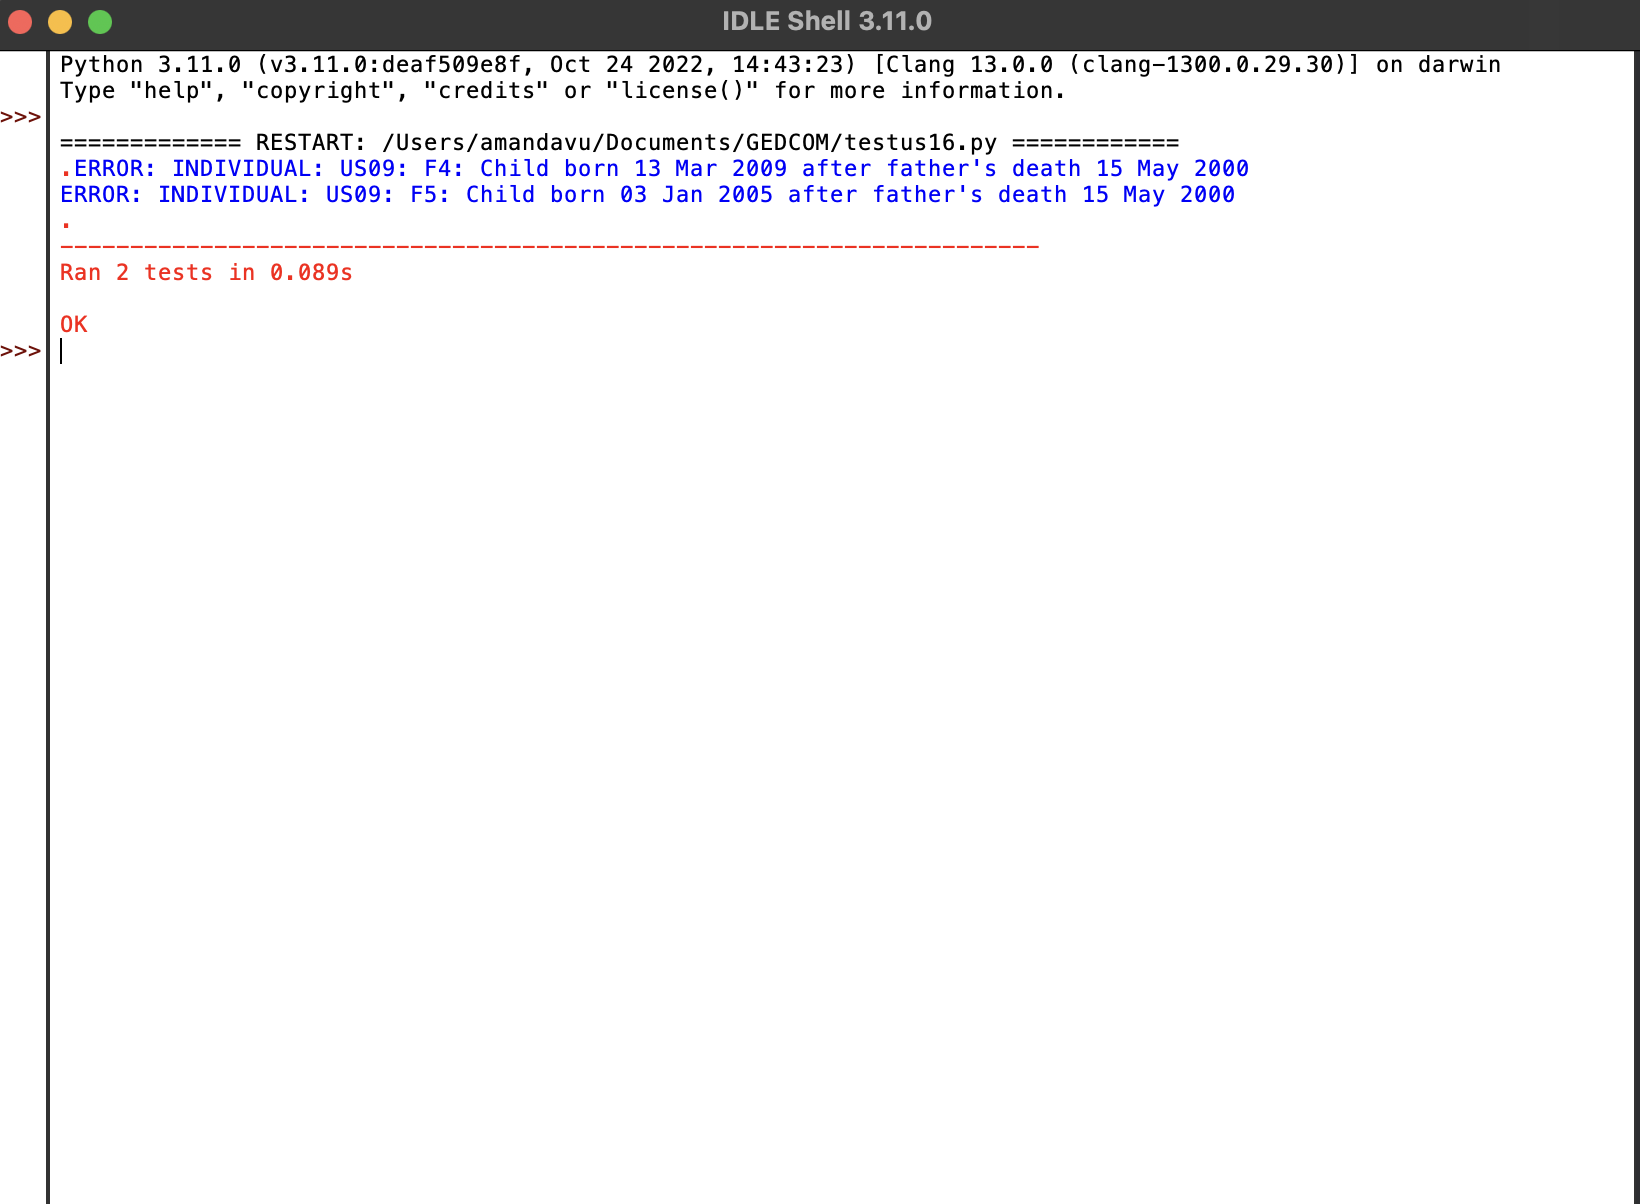 IDLE Shell 3.11.0
Python 3.11.0 (v3.11.0:deaf509e8f, Oct 24 2022, 14:43:23) [Clang 13.0.0 (clang-1300.0.29.30)] on darwin
Type "help", "copyright", "credits" or "license()" for more information.
>>>
============= RESTART: /Users/amandavu/Documents/GEDCOM/testus16.py ============
.ERROR: INDIVIDUAL: US09: F4: Child born 13 Mar 2009 after father's death 15 May 2000
ERROR: INDIVIDUAL: US09: F5: Child born 03 Jan 2005 after father's death 15 May 2000
.
----------------------------------------------------------------------
Ran 2 tests in 0.089s
OK
>>>